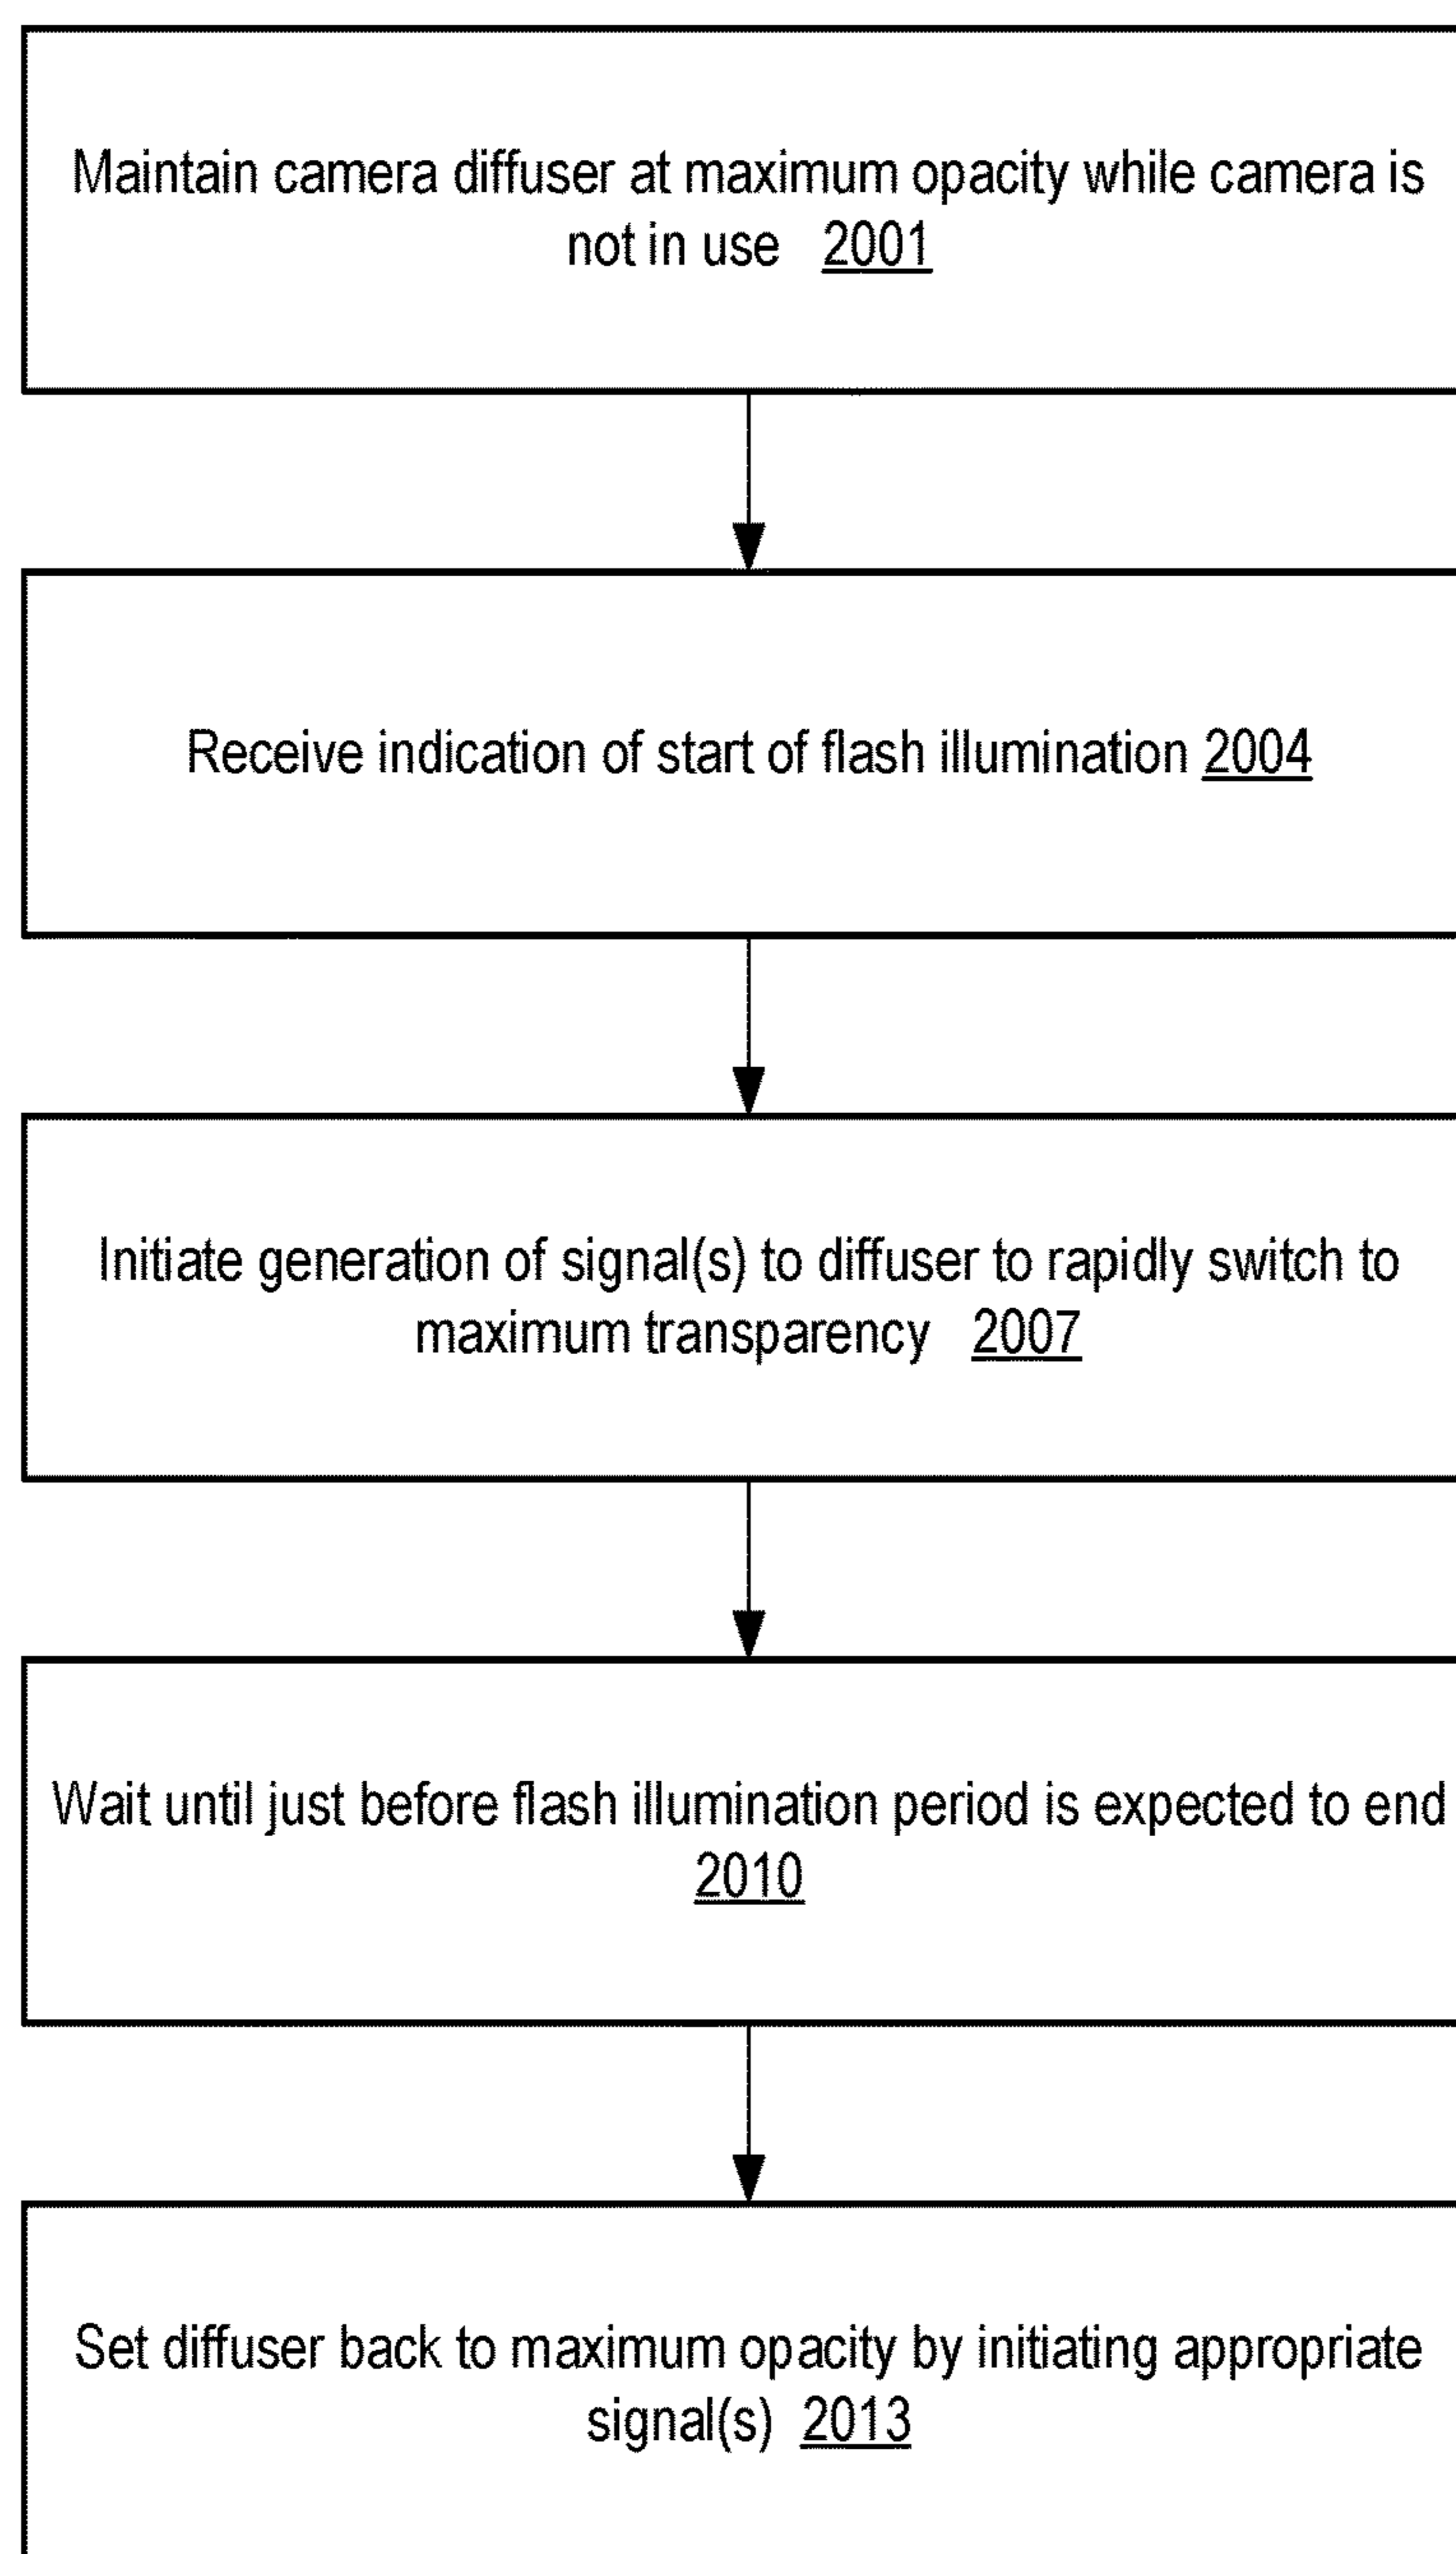 Maintain camera diffuser at maximum opacity while camera is
not in use 2001
Receive indication of start of flash illumination 2004
Initiate generation of signal(s) to diffuser to rapidly switch to
maximum transparency 2007
Wait until just before flash illumination period is expected to end
2010
Set diffuser back to maximum opacity by initiating appropriate
signal(s) 2013